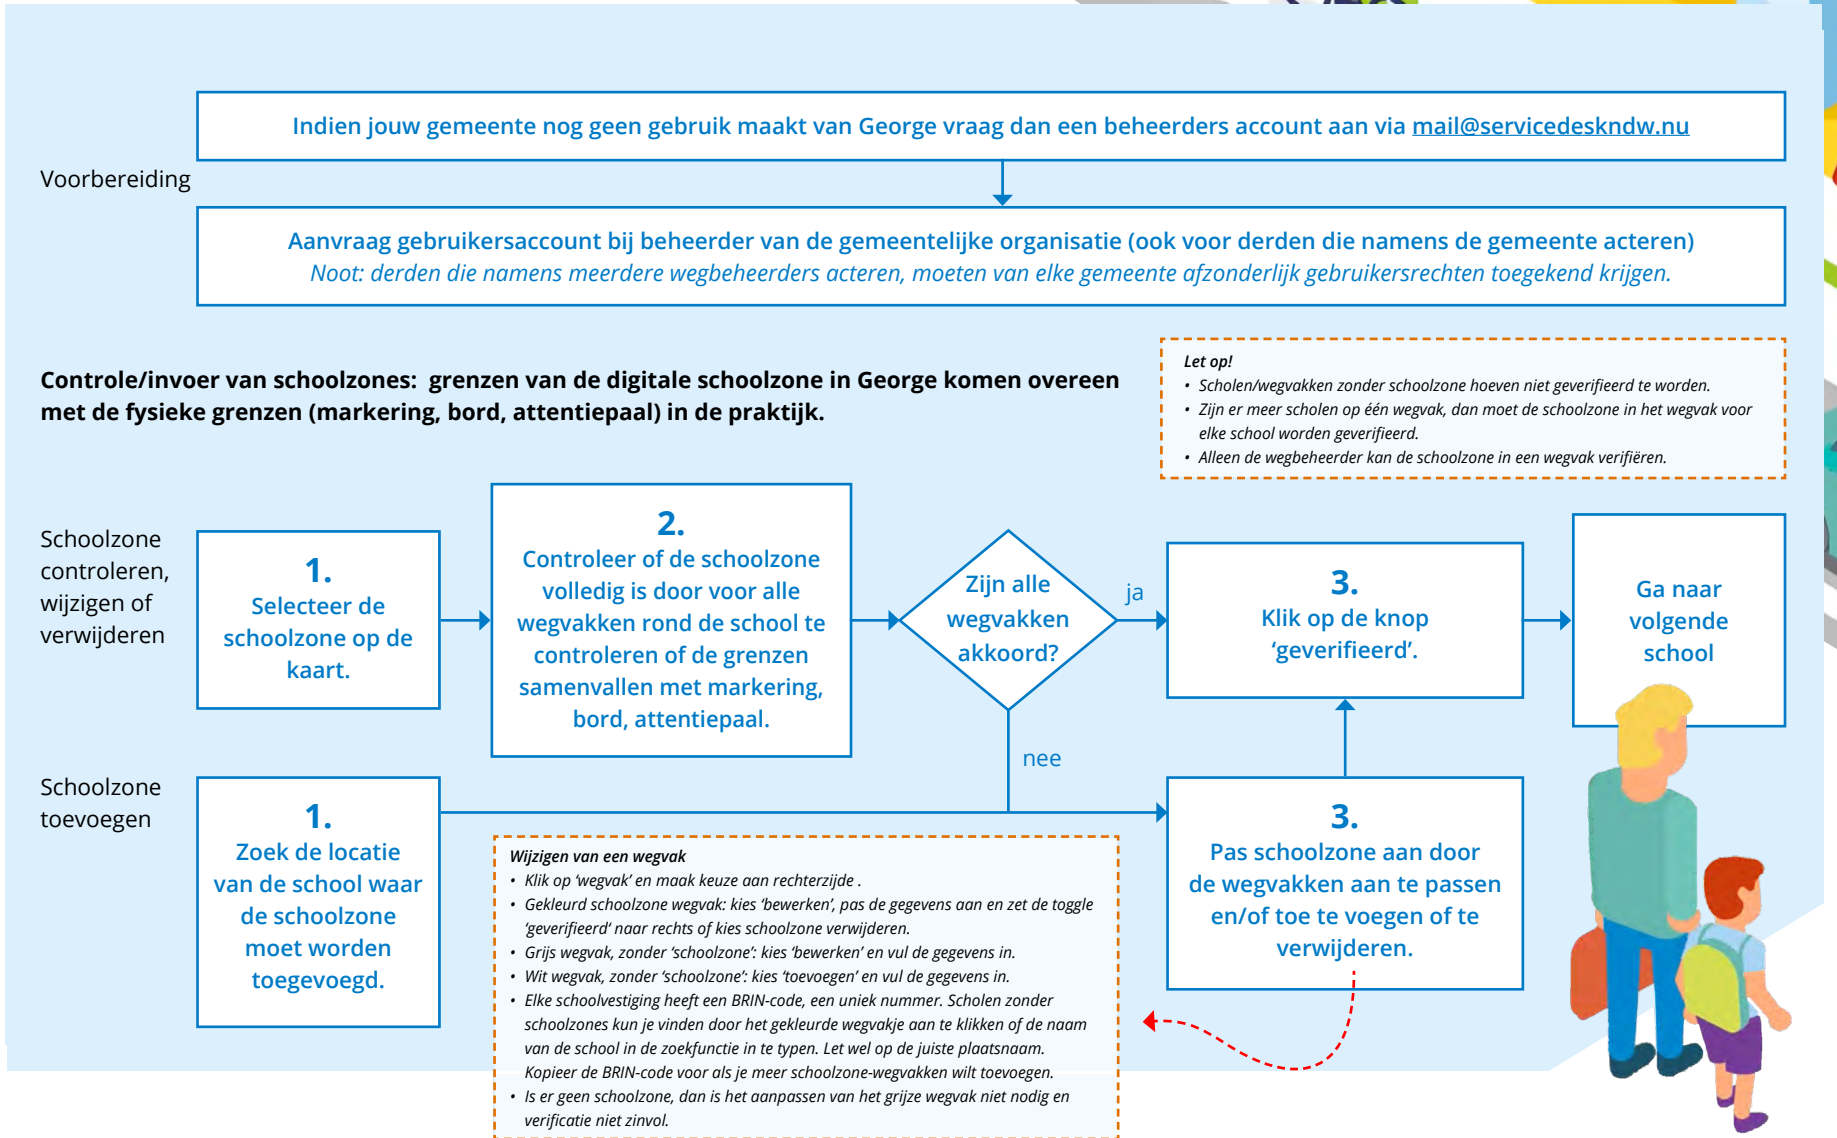 Indien jouw gemeente nog geen gebruik maakt van George vraag dan een beheerders account aan via mail@servicedeskndw.nu
Voorbereiding
Aanvraag gebruikersaccount bij beheerder van de gemeentelijke organisatie (ook voor derden die namens de gemeente acteren)
Noot: derden die namens meerdere wegbeheerders acteren, moeten van elke gemeente afzonderlijk gebruikersrechten toegekend krijgen.
Controle/invoer van schoolzones:  grenzen van de digitale schoolzone in George komen overeen
met de fysieke grenzen (markering, bord, attentiepaal) in de praktijk.
Let op!
• Scholen/wegvakken zonder schoolzone hoeven niet geverifieerd te worden.
• Zijn er meer scholen op één wegvak, dan moet de schoolzone in het wegvak voor
elke school worden geverifieerd.
• Alleen de wegbeheerder kan de schoolzone in een wegvak verifiëren.
Schoolzone
controleren,
wijzigen of
verwijderen
1.
Selecteer de
schoolzone op de
kaart.
2.
Controleer of de schoolzone
volledig is door voor alle
wegvakken rond de school te
controleren of de grenzen
samenvallen met markering,
bord, attentiepaal.
Zijn alle
wegvakken
akkoord?
ja
nee
3.
Klik op de knop
‘geverifieerd’.
Ga naar
volgende
school
Schoolzone
toevoegen
1.
Zoek de locatie
van de school waar
de schoolzone
moet worden
toegevoegd.
3.
Pas schoolzone aan door
de wegvakken aan te passen
en/of toe te voegen of te
verwijderen.
Wijzigen van een wegvak
• Klik op ‘wegvak’ en maak keuze aan rechterzijde .
• Gekleurd schoolzone wegvak: kies ‘bewerken’, pas de gegevens aan en zet de toggle
‘geverifieerd’ naar rechts of kies schoolzone verwijderen.
• Grijs wegvak, zonder ‘schoolzone’: kies ‘bewerken’ en vul de gegevens in.
• Wit wegvak, zonder ‘schoolzone’: kies ‘toevoegen’ en vul de gegevens in.
• Elke schoolvestiging heeft een BRIN-code, een uniek nummer. Scholen zonder
schoolzones kun je vinden door het gekleurde wegvakje aan te klikken of de naam
van de school in de zoekfunctie in te typen. Let wel op de juiste plaatsnaam.
Kopieer de BRIN-code voor als je meer schoolzone-wegvakken wilt toevoegen.
• Is er geen schoolzone, dan is het aanpassen van het grijze wegvak niet nodig en
verificatie niet zinvol.